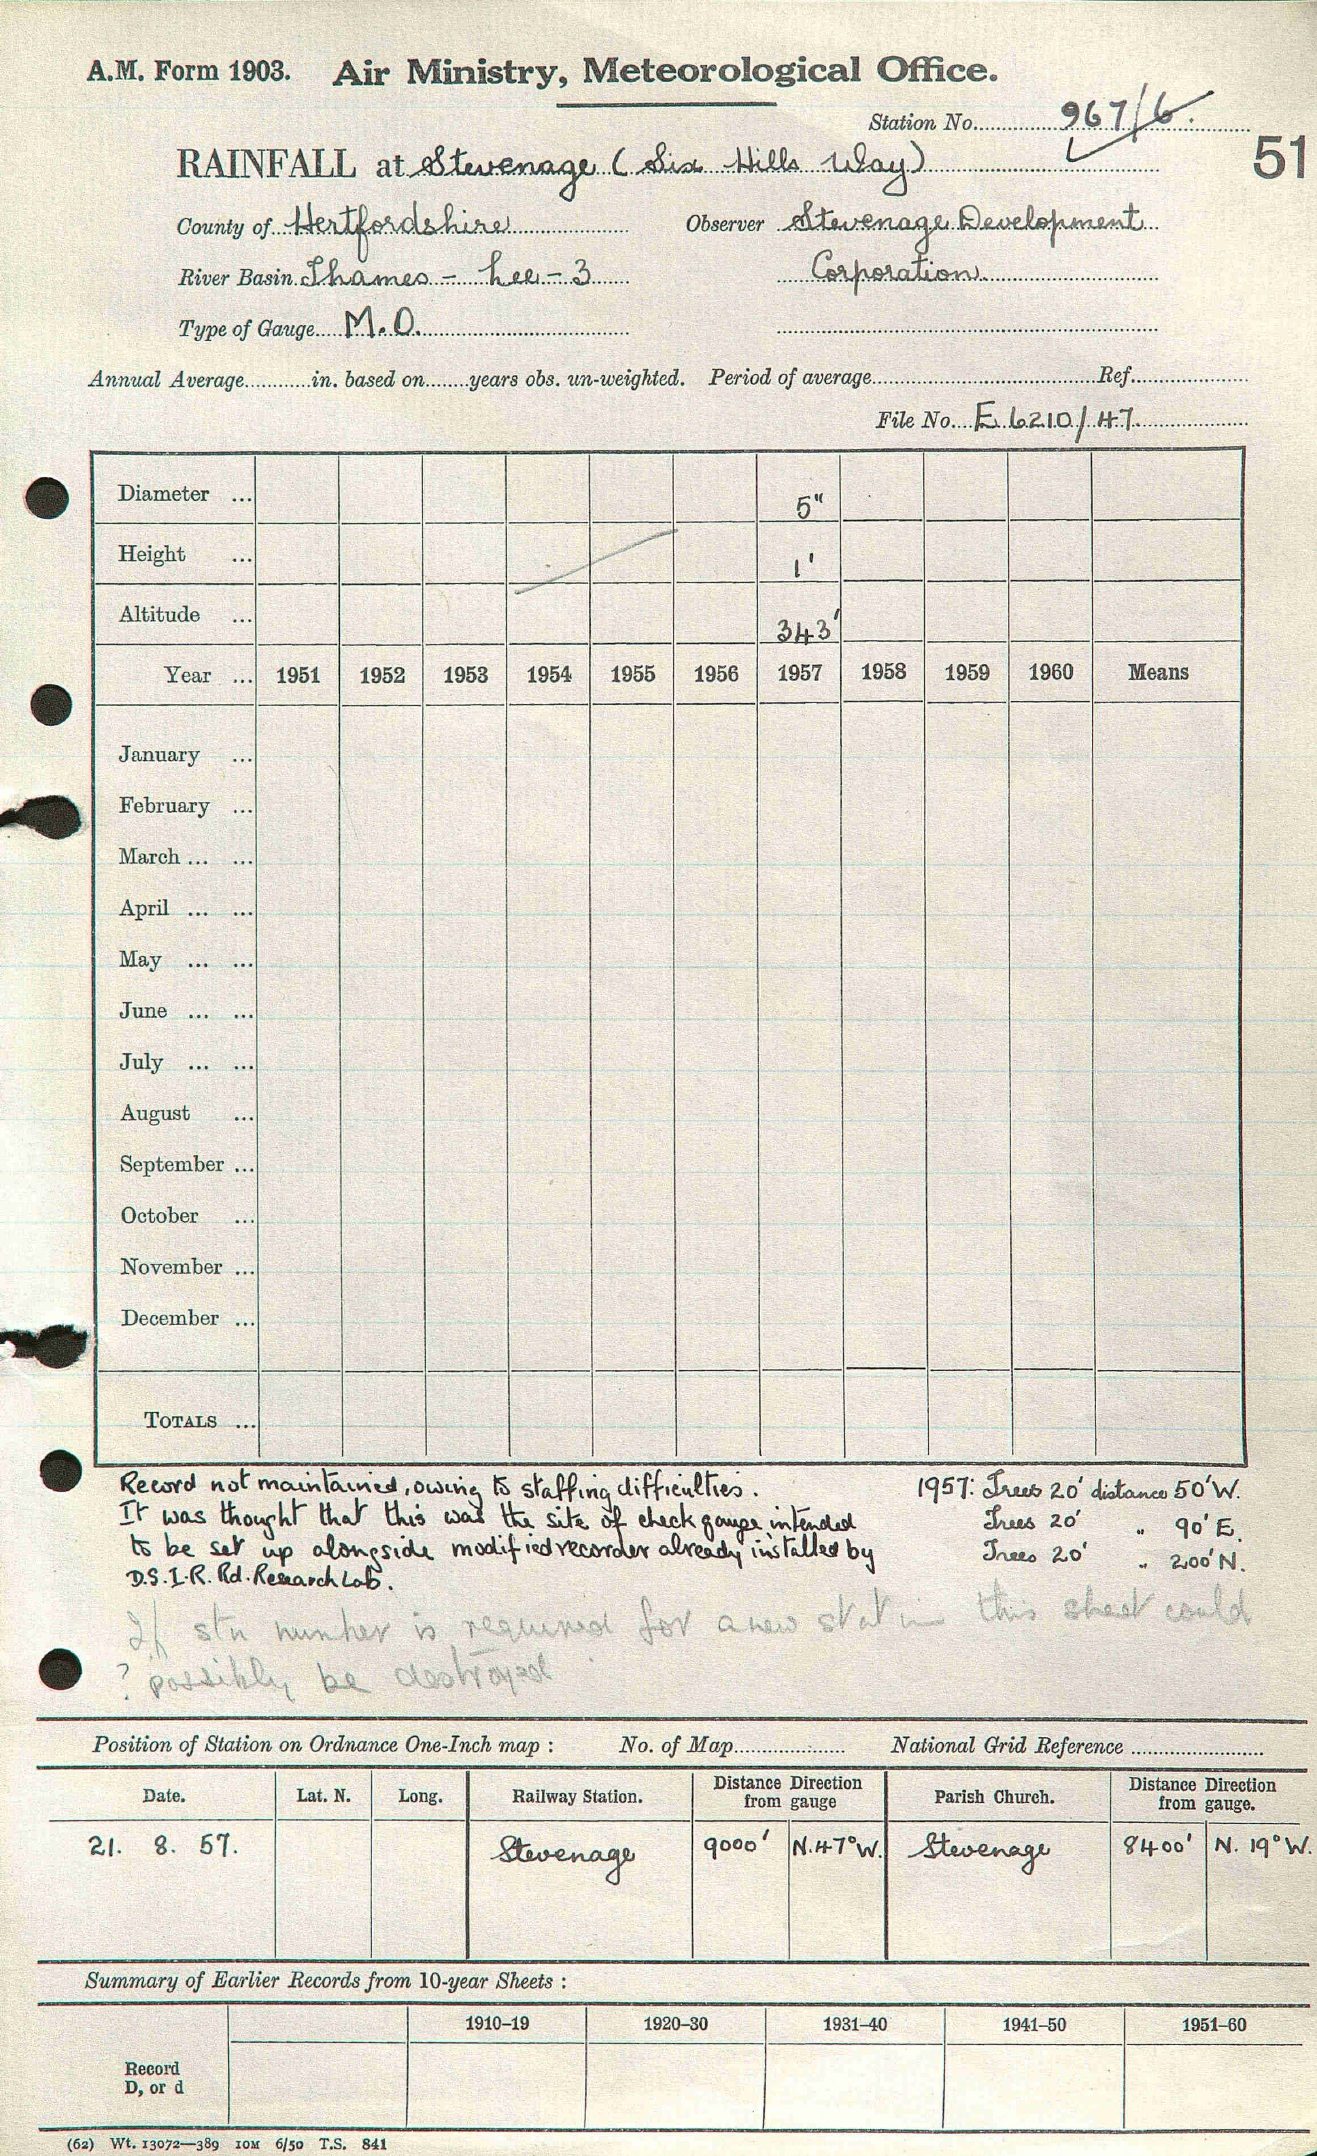 A.M. Form 1903. Air Ministry, Meteorological Office.
Station No. 967/6.
51
RAINFALL at Stevenage (Six Hills Way)
County of Hertfordshire Observer Stevenage Development
River Basin Thames - Lee - 3 Corporation
Type of Gauge M.O.
Annual Average............in. based on........years obs. un-weighted. Period of average........................................Ref.....................
File No. E 6210/47
Diameter ... 5"
Height ... 1'
Altitude ... 343'
Year ... 1951 1952 1953 1954 1955 1956 1957 1958 1959 1960 Means
January ...
February ...
March ... ...
April ... ...
May ... ...
June ... ...
July ... ...
August ...
September ...
October ...
November ...
December ...
TOTALS ...
Record not maintained, owing to staffing difficulties. 1957: Trees 20' distance 50'W.
It was thought that this was the site of check gauge intended Trees 20' " 90'E.
to be set up alongside modified recorder already installed by Trees 20' " 200'N.
D.S.I.R. Rd. Research Lab.
If stn number is required for a new station this sheet could
? possibly be destroyed
Position of Station on Ordnance One-Inch map : No. of Map.................... National Grid Reference ........................
Date. Lat. N. Long. Railway Station. Distance Direction from gauge Parish Church. Distance Direction from gauge.
21. 8. 57. Stevenage 9000' N.47°W. Stevenage 8400' N. 19°W.
Summary of Earlier Records from 10-year Sheets :
1910–19 1920–30 1931–40 1941–50 1951–60
Record
D, or d
(62) Wt. 13072—389 10M 6/50 T.S. 841